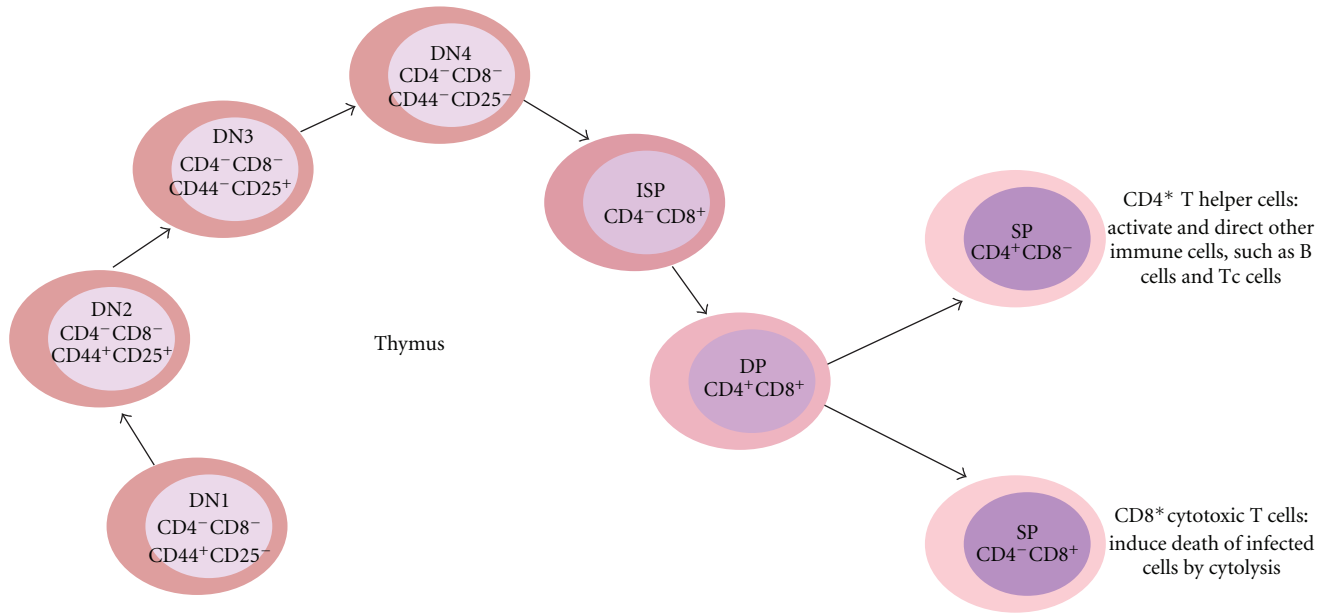 DN4
CD4⁻CD8⁻
CD44⁻CD25⁻
DN3
CD4⁻CD8⁻
CD44⁻CD25⁺
ISP
CD4⁻CD8⁺
DN2
CD4⁻CD8⁻
CD44⁺CD25⁺
Thymus
DN1
CD4⁻CD8⁻
CD44⁺CD25⁻
DP
CD4⁺CD8⁺
SP
CD4⁺CD8⁻
CD4* T helper cells:
activate and direct other
immune cells, such as B
cells and Tc cells
SP
CD4⁻CD8⁺
CD8* cytotoxic T cells:
induce death of infected
cells by cytolysis